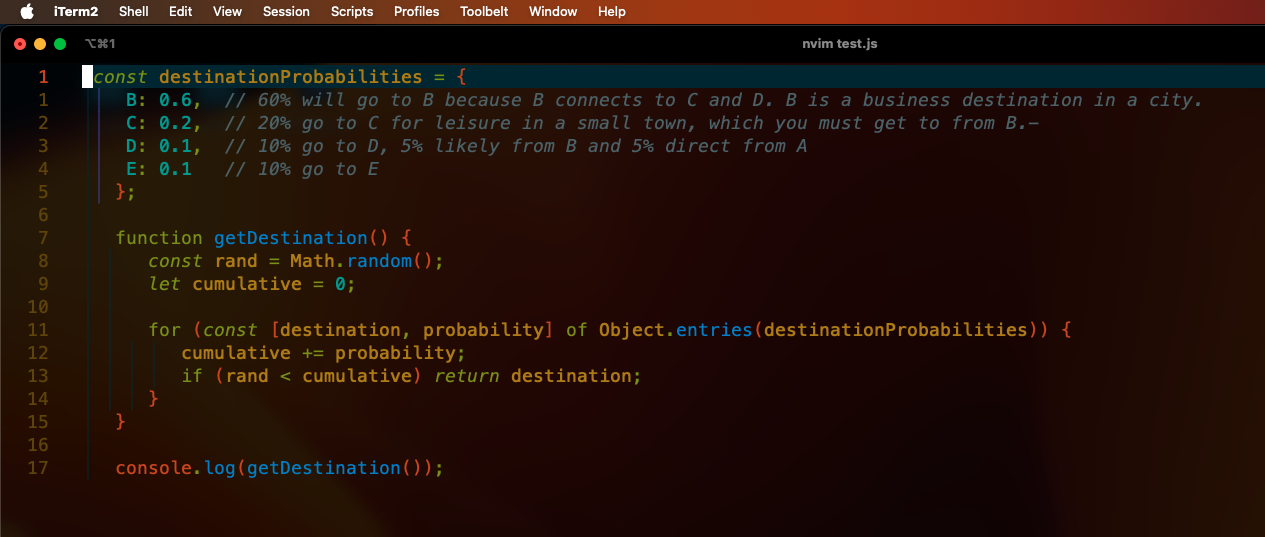 iTerm2 Shell Edit View Session Scripts Profiles Toolbelt Window Help
⌥⌘1 nvim test.js
1 const destinationProbabilities = {
1 B: 0.6, // 60% will go to B because B connects to C and D. B is a business destination in a city.
2 C: 0.2, // 20% go to C for leisure in a small town, which you must get to from B.-
3 D: 0.1, // 10% go to D, 5% likely from B and 5% direct from A
4 E: 0.1 // 10% go to E
5 };
6
7 function getDestination() {
8 const rand = Math.random();
9 let cumulative = 0;
10
11 for (const [destination, probability] of Object.entries(destinationProbabilities)) {
12 cumulative += probability;
13 if (rand < cumulative) return destination;
14 }
15 }
16
17 console.log(getDestination());